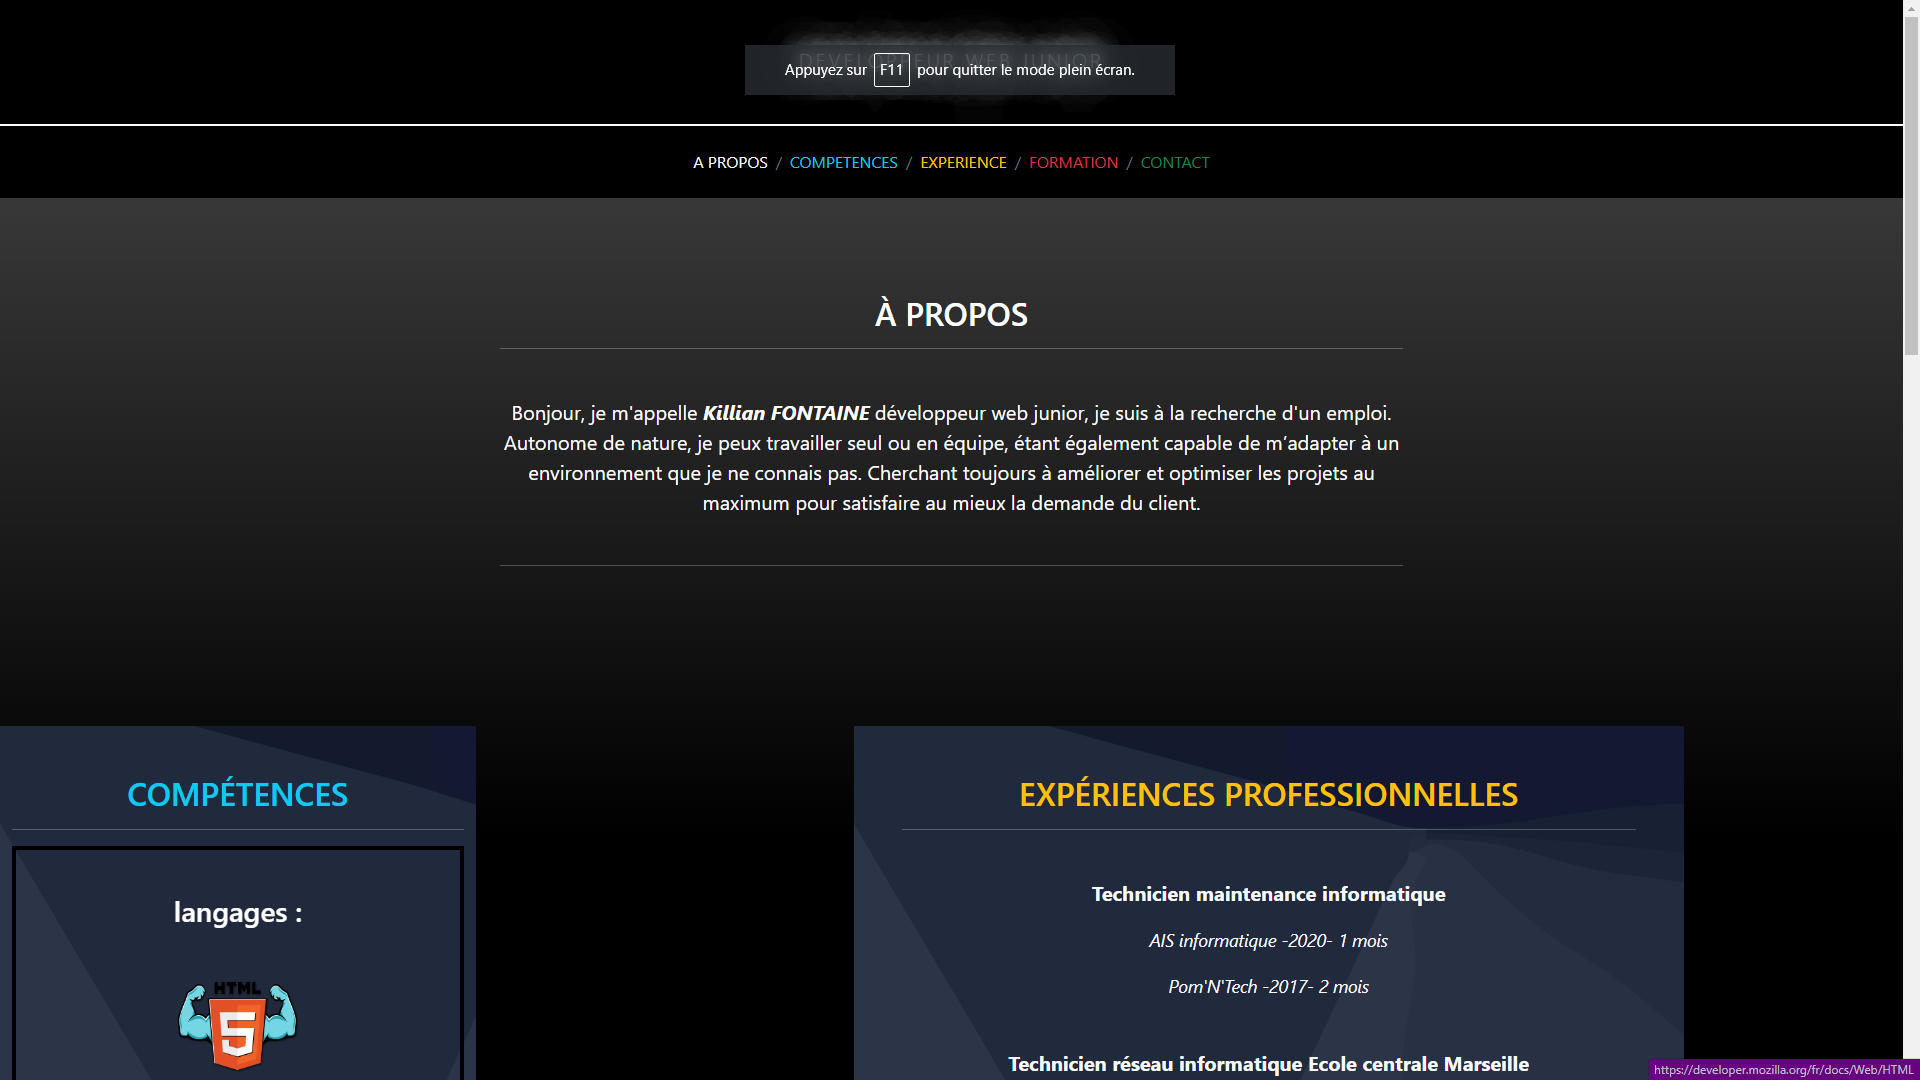 DEVELOPPEUR WEB JUNIOR
Appuyez sur F11 pour quitter le mode plein écran.
A PROPOS / COMPETENCES / EXPERIENCE / FORMATION / CONTACT
À PROPOS
Bonjour, je m'appelle Killian FONTAINE développeur web junior, je suis à la recherche d'un emploi.
Autonome de nature, je peux travailler seul ou en équipe, étant également capable de m’adapter à un
environnement que je ne connais pas. Cherchant toujours à améliorer et optimiser les projets au
maximum pour satisfaire au mieux la demande du client.
COMPÉTENCES
langages :
HTML
5
EXPÉRIENCES PROFESSIONNELLES
Technicien maintenance informatique
AIS informatique -2020- 1 mois
Pom'N'Tech -2017- 2 mois
Technicien réseau informatique Ecole centrale Marseille
https://developer.mozilla.org/fr/docs/Web/HTML